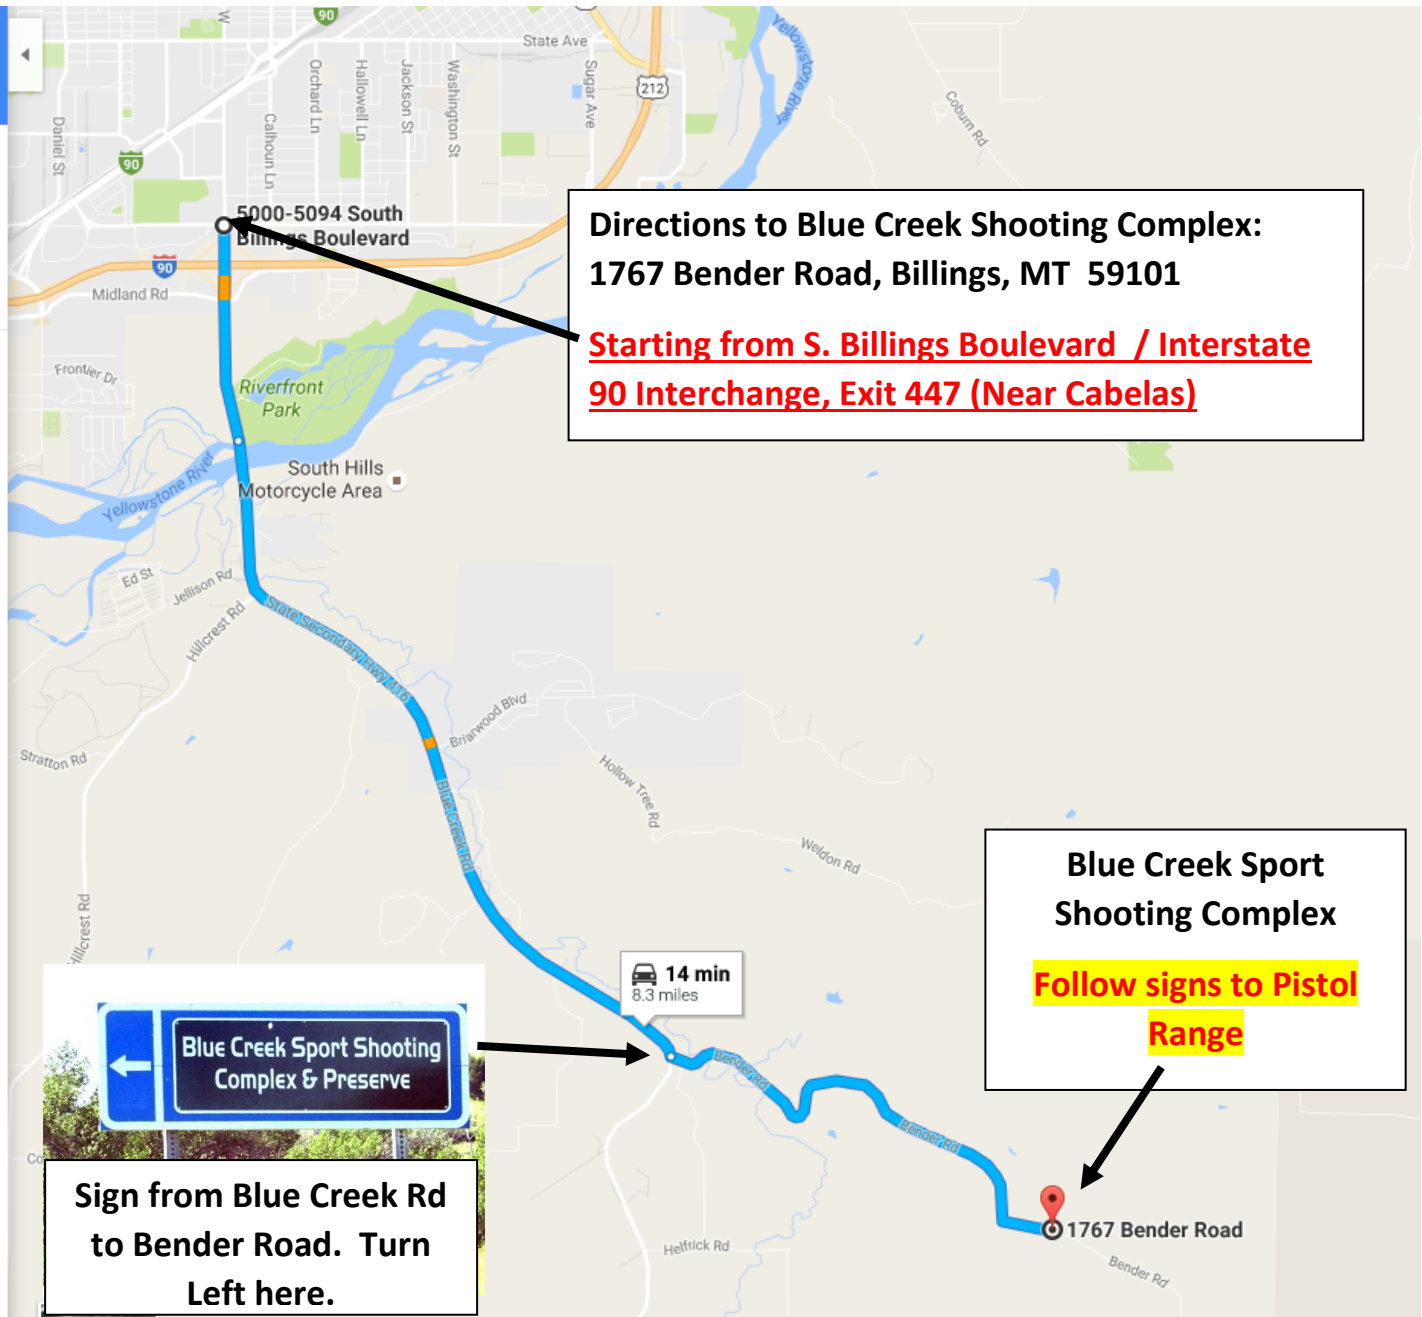 90
W
State Ave
Yellowstone River
Orchard Ln
Hallowell Ln
Jackson St
Washington St
Sugar Ave
212
Coburn Rd
Daniel St
90
Calhoun Ln
5000-5094 South
Billings Boulevard
90
Midland Rd
Directions to Blue Creek Shooting Complex:
1767 Bender Road, Billings, MT 59101
Starting from S. Billings Boulevard / Interstate
90 Interchange, Exit 447 (Near Cabelas)
Frontier Dr
Riverfront
Park
South Hills
Motorcycle Area
Yellowstone River
Ed St
Jellison Rd
Hillcrest Rd
State Secondary Hwy 416
Briarwood Blvd
Stratton Rd
Hollow Tree Rd
Blue Creek Rd
Weldon Rd
Hillcrest Rd
Blue Creek Sport
Shooting Complex
Follow signs to Pistol
Range
14 min
8.3 miles
Blue Creek Sport Shooting
Complex & Preserve
Bender Rd
Bender Rd
Sign from Blue Creek Rd
to Bender Road. Turn
Left here.
1767 Bender Road
Helfrick Rd
Bender Rd